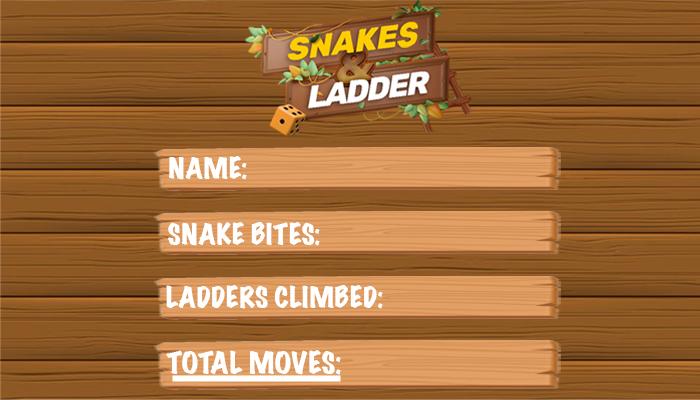 SNAKES
&
LADDER
NAME:
SNAKE BITES:
LADDERS CLIMBED:
TOTAL MOVES: